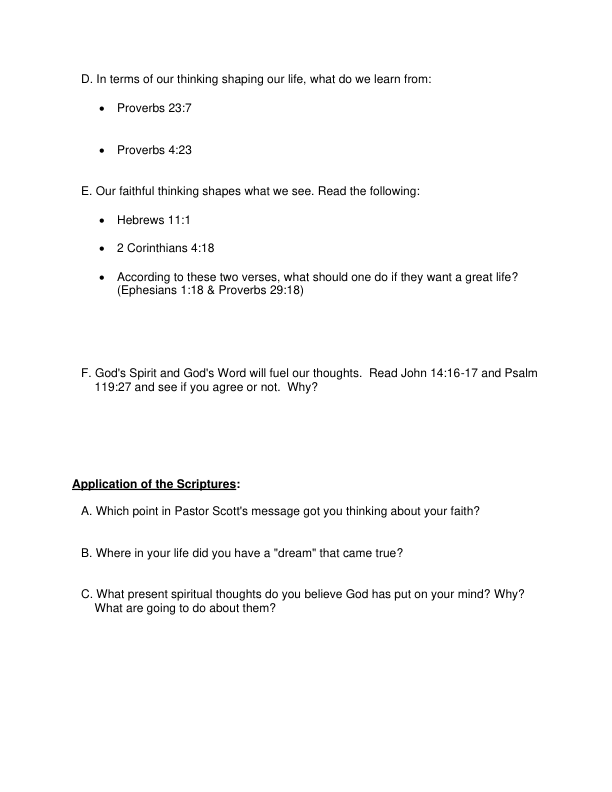 D. In terms of our thinking shaping our life, what do we learn from:
• Proverbs 23:7
• Proverbs 4:23
E. Our faithful thinking shapes what we see. Read the following:
• Hebrews 11:1
• 2 Corinthians 4:18
• According to these two verses, what should one do if they want a great life?
(Ephesians 1:18 & Proverbs 29:18)
F. God's Spirit and God's Word will fuel our thoughts.  Read John 14:16-17 and Psalm
119:27 and see if you agree or not.  Why?
Application of the Scriptures:
A. Which point in Pastor Scott's message got you thinking about your faith?
B. Where in your life did you have a "dream" that came true?
C. What present spiritual thoughts do you believe God has put on your mind? Why?
What are going to do about them?